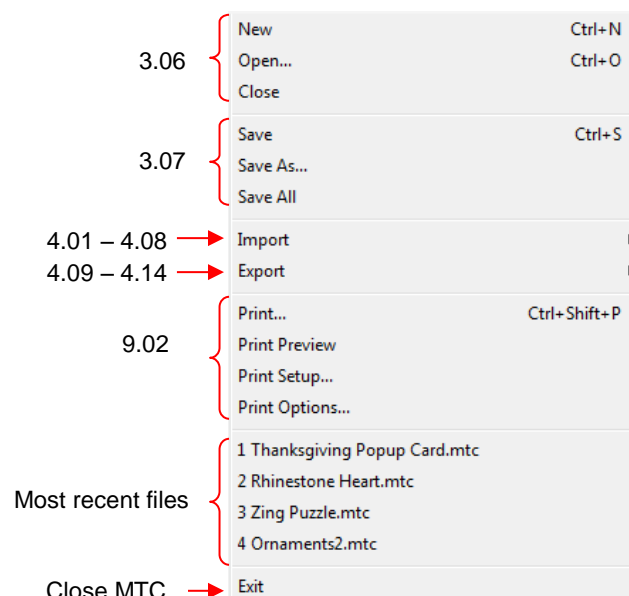 New Ctrl+N
3.06 Open... Ctrl+O
Close
Save Ctrl+S
3.07 Save As...
Save All
4.01 – 4.08 Import
4.09 – 4.14 Export
Print... Ctrl+Shift+P
9.02 Print Preview
Print Setup...
Print Options...
1 Thanksgiving Popup Card.mtc
2 Rhinestone Heart.mtc
Most recent files 3 Zing Puzzle.mtc
4 Ornaments2.mtc
Close MTC Exit